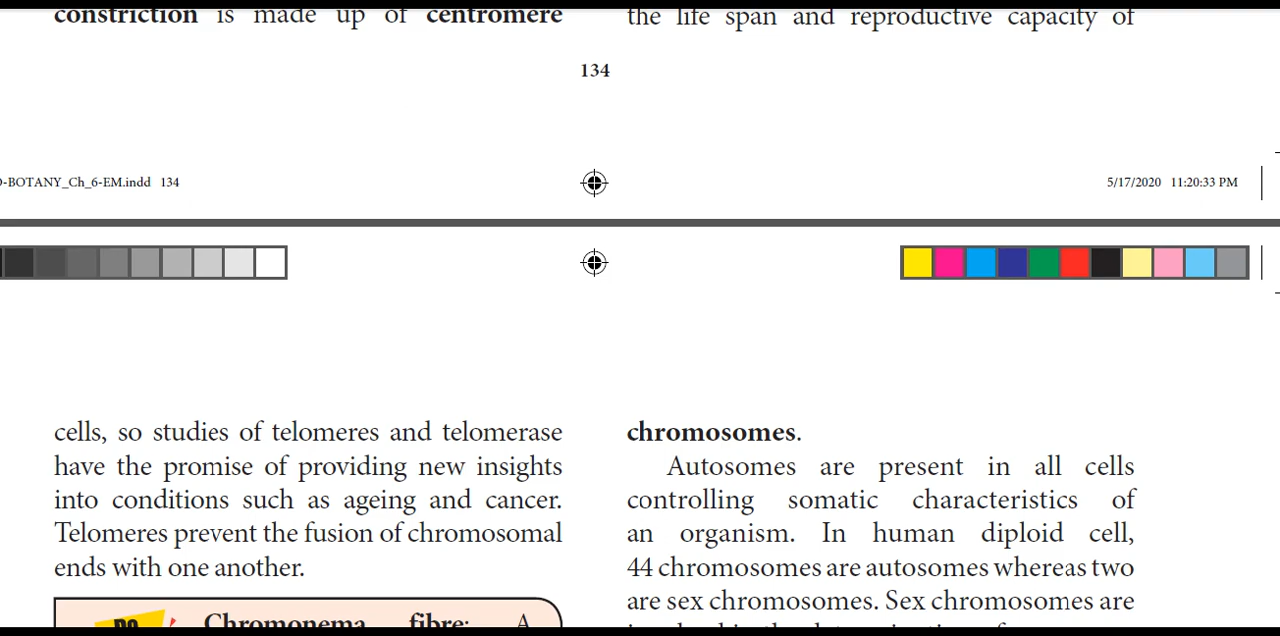 constriction is made up of centromere
the life span and reproductive capacity of
134
-BOTANY_Ch_6-EM.indd 134
5/17/2020 11:20:33 PM
cells, so studies of telomeres and telomerase
have the promise of providing new insights
into conditions such as ageing and cancer.
Telomeres prevent the fusion of chromosomal
ends with one another.
Chromonema fibre: A
chromosomes.
Autosomes are present in all cells
controlling somatic characteristics of
an organism. In human diploid cell,
44 chromosomes are autosomes whereas two
are sex chromosomes. Sex chromosomes are